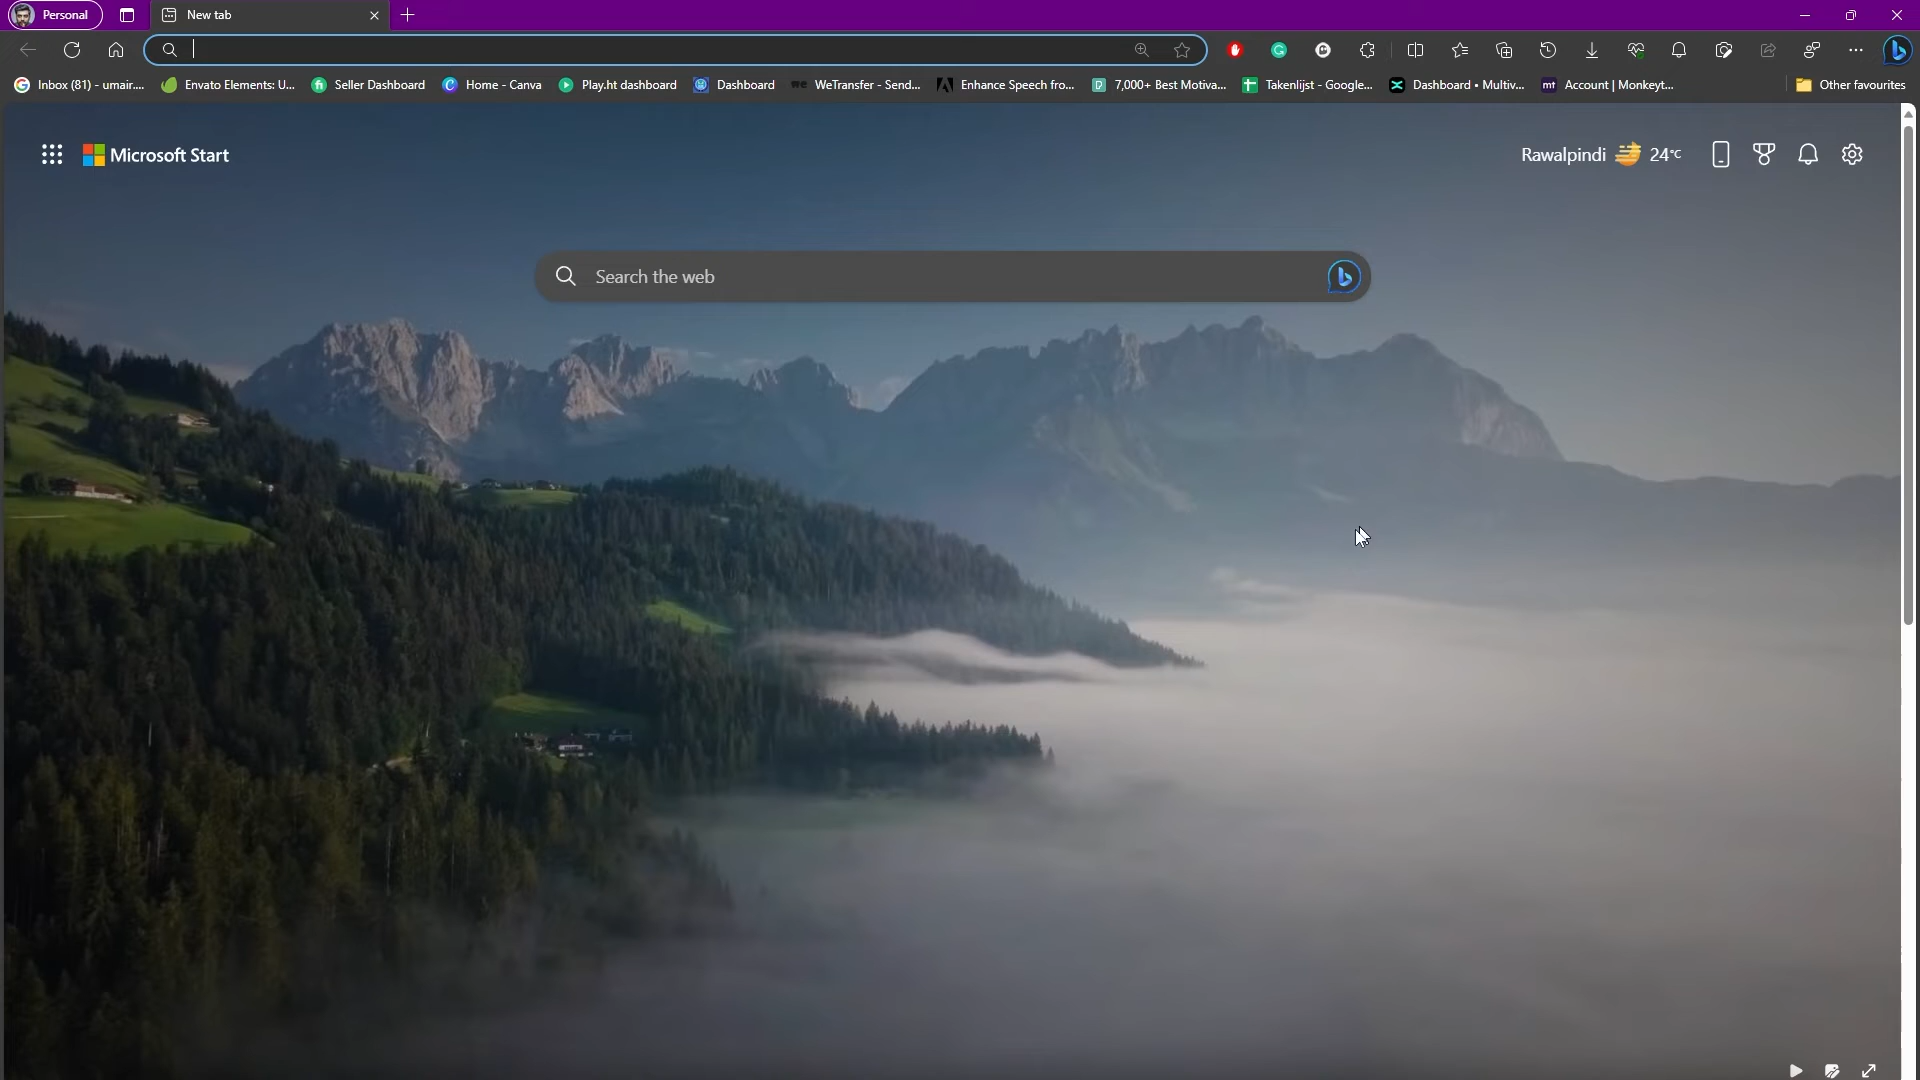 Personal
New tab
Inbox (81) - umair....
Envato Elements: U...
Seller Dashboard
Home - Canva
Play.ht dashboard
Dashboard
WeTransfer - Send...
Enhance Speech fro...
7,000+ Best Motiva...
Takenlijst - Google...
Dashboard • Multiv...
mt Account | Monkeyt...
Other favourites
Microsoft Start
Rawalpindi 24°C
Search the web